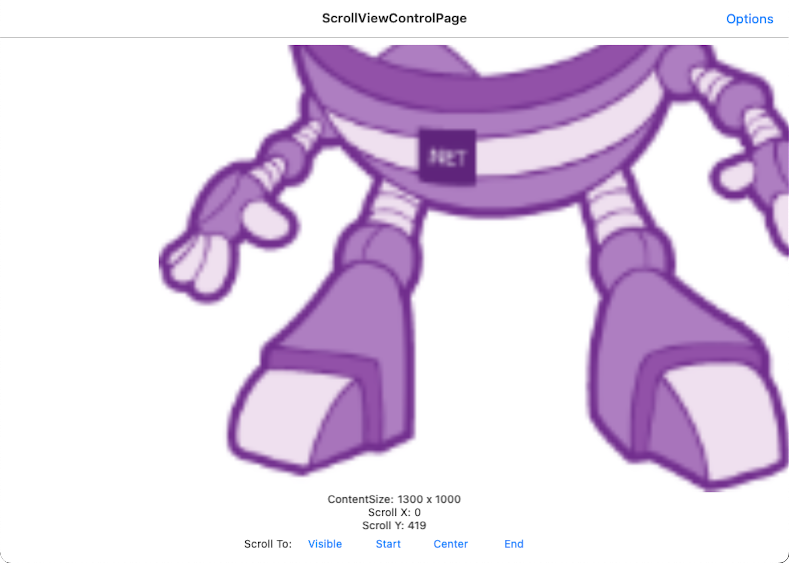 ScrollViewControlPage
Options
.NET
ContentSize: 1300 x 1000
Scroll X: 0
Scroll Y: 419
Scroll To: Visible Start Center End